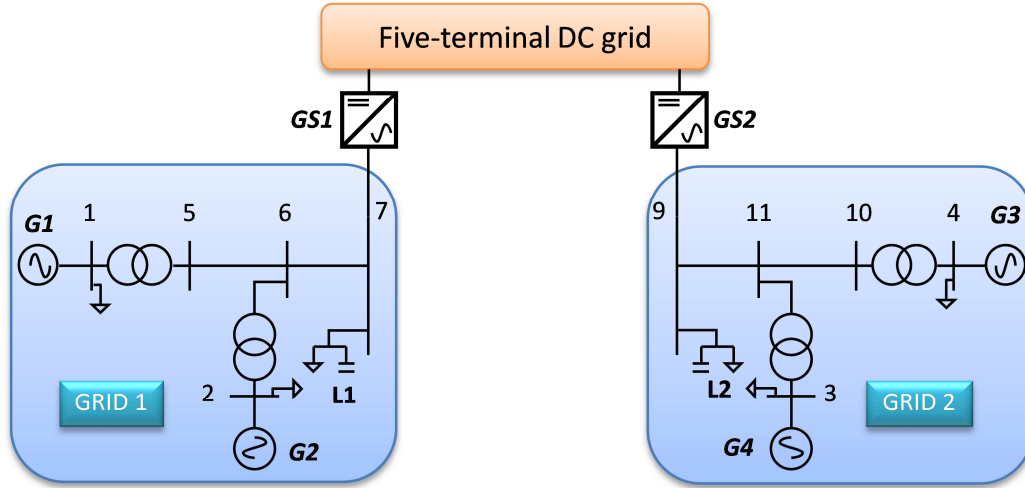 Five-terminal DC grid
GS1
GS2
G1
1
5
6
7
9
11
10
4
G3
2
L1
L2
3
GRID 1
GRID 2
G2
G4